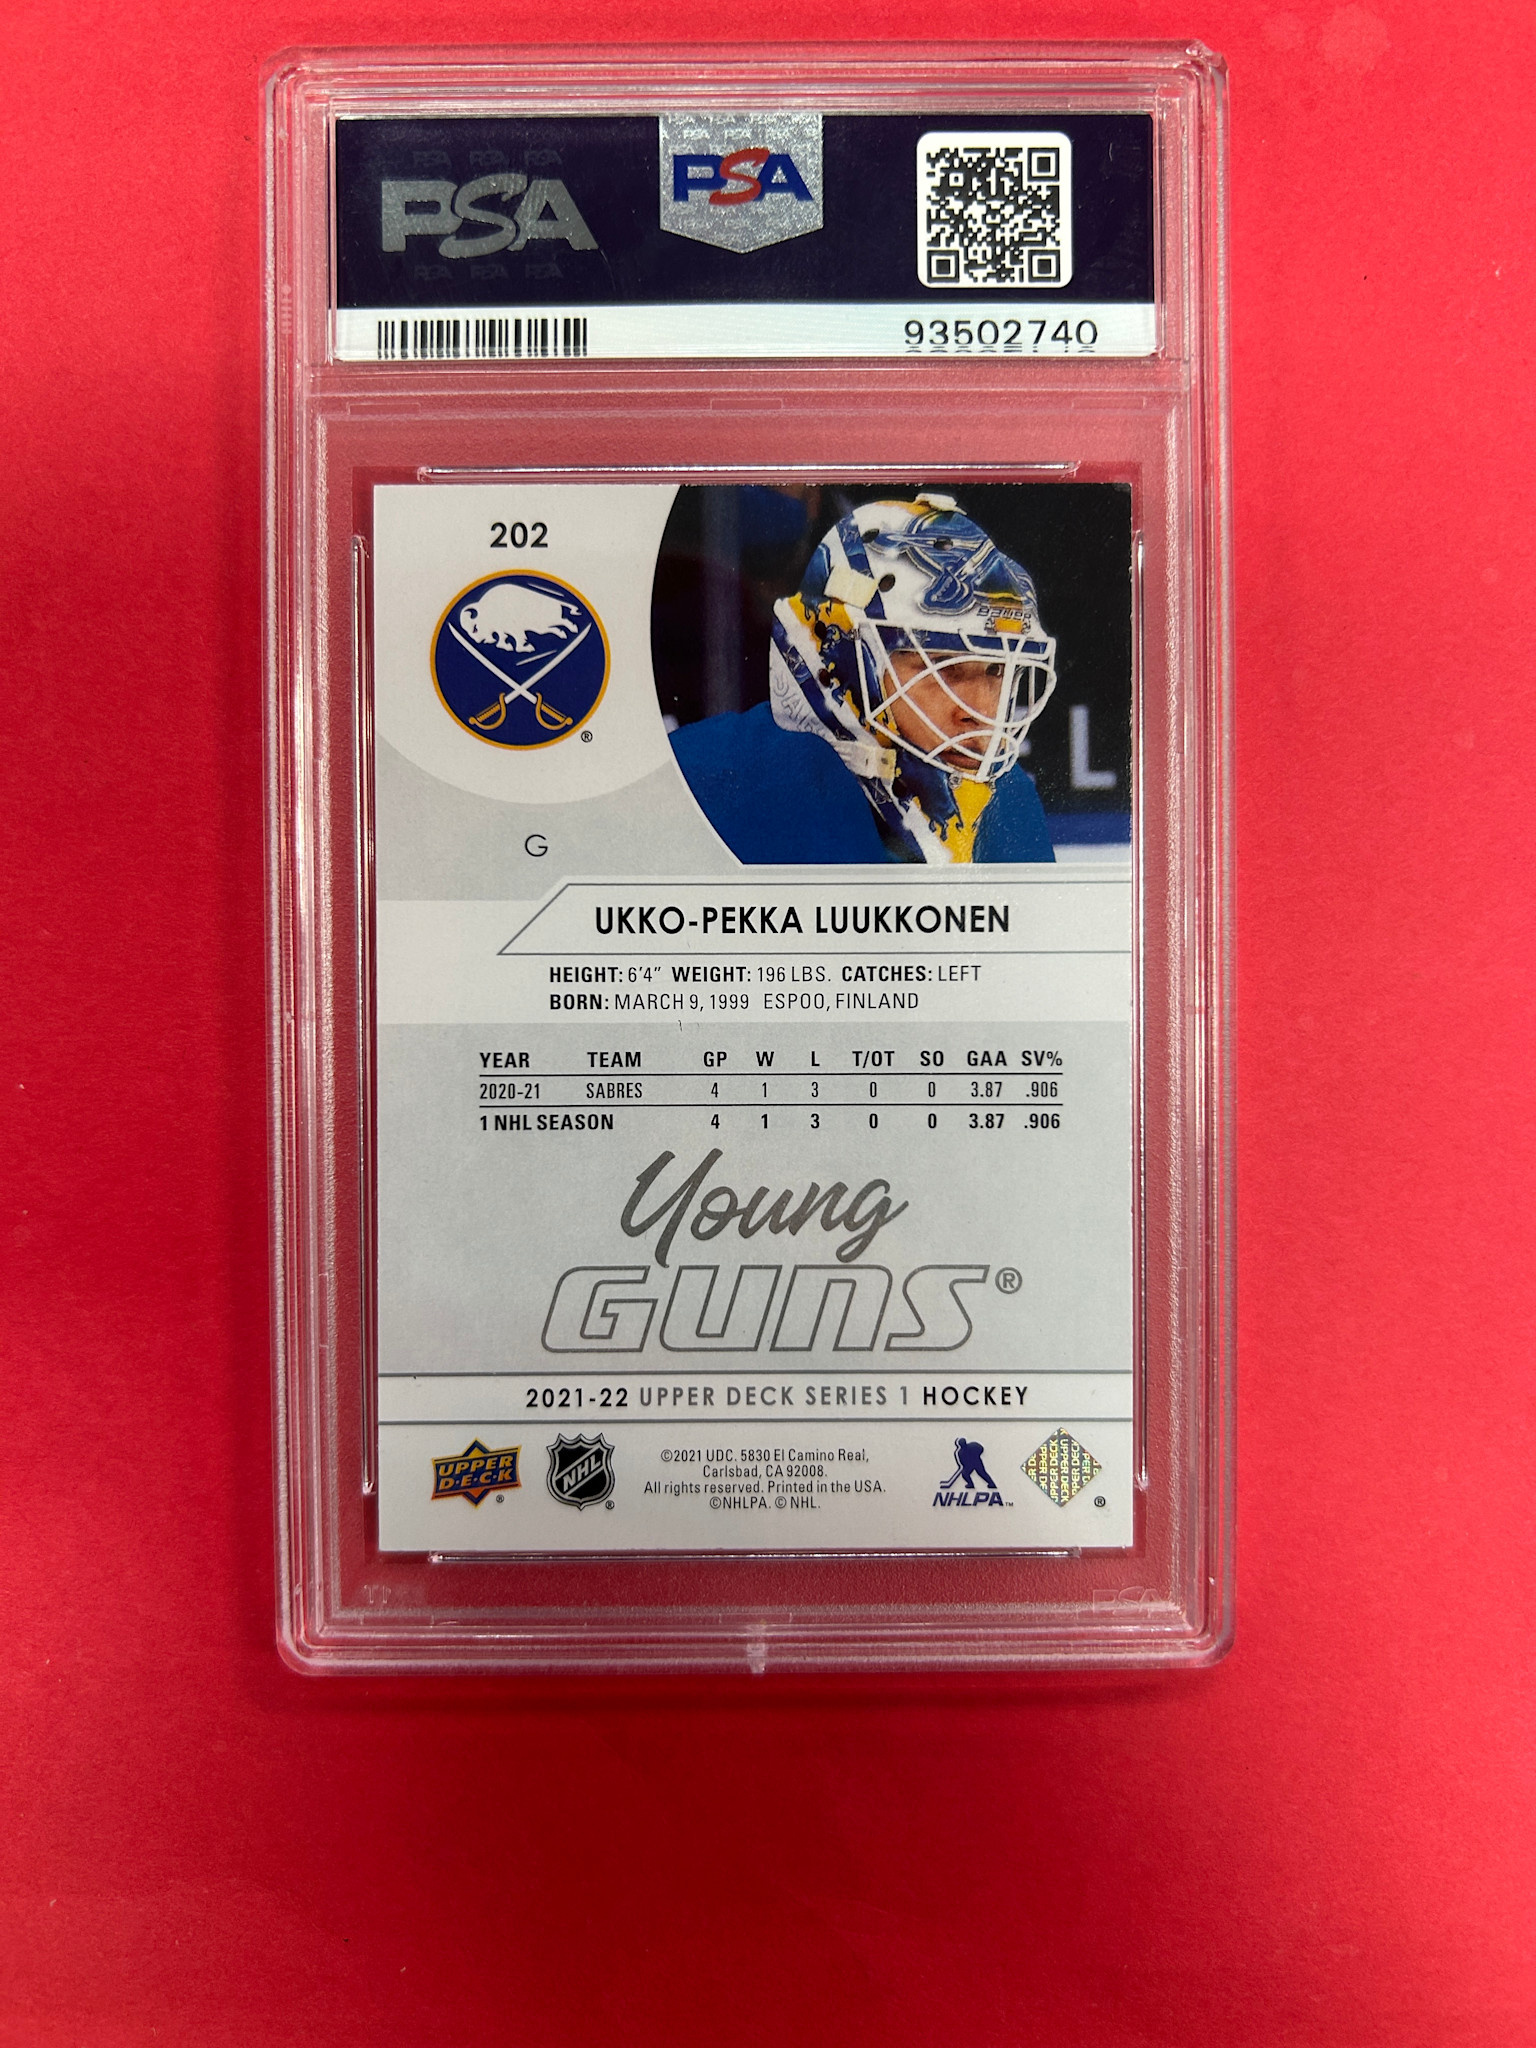 PSA
PSA
93502740
202
®
G
UKKO-PEKKA LUUKKONEN
HEIGHT: 6'4" WEIGHT: 196 LBS. CATCHES: LEFT
BORN: MARCH 9, 1999 ESPOO, FINLAND
YEAR TEAM GP W L T/OT SO GAA SV%
2020-21 SABRES 4 1 3 0 0 3.87 .906
1 NHL SEASON 4 1 3 0 0 3.87 .906
Young
GUNS®
2021-22 UPPER DECK SERIES 1 HOCKEY
UPPER
D·E·C·K
®
NHL
®
©2021 UDC. 5830 El Camino Real,
Carlsbad, CA 92008.
All rights reserved. Printed in the USA.
©NHLPA. © NHL.
NHLPA™
UPPER DECK
®
PSA